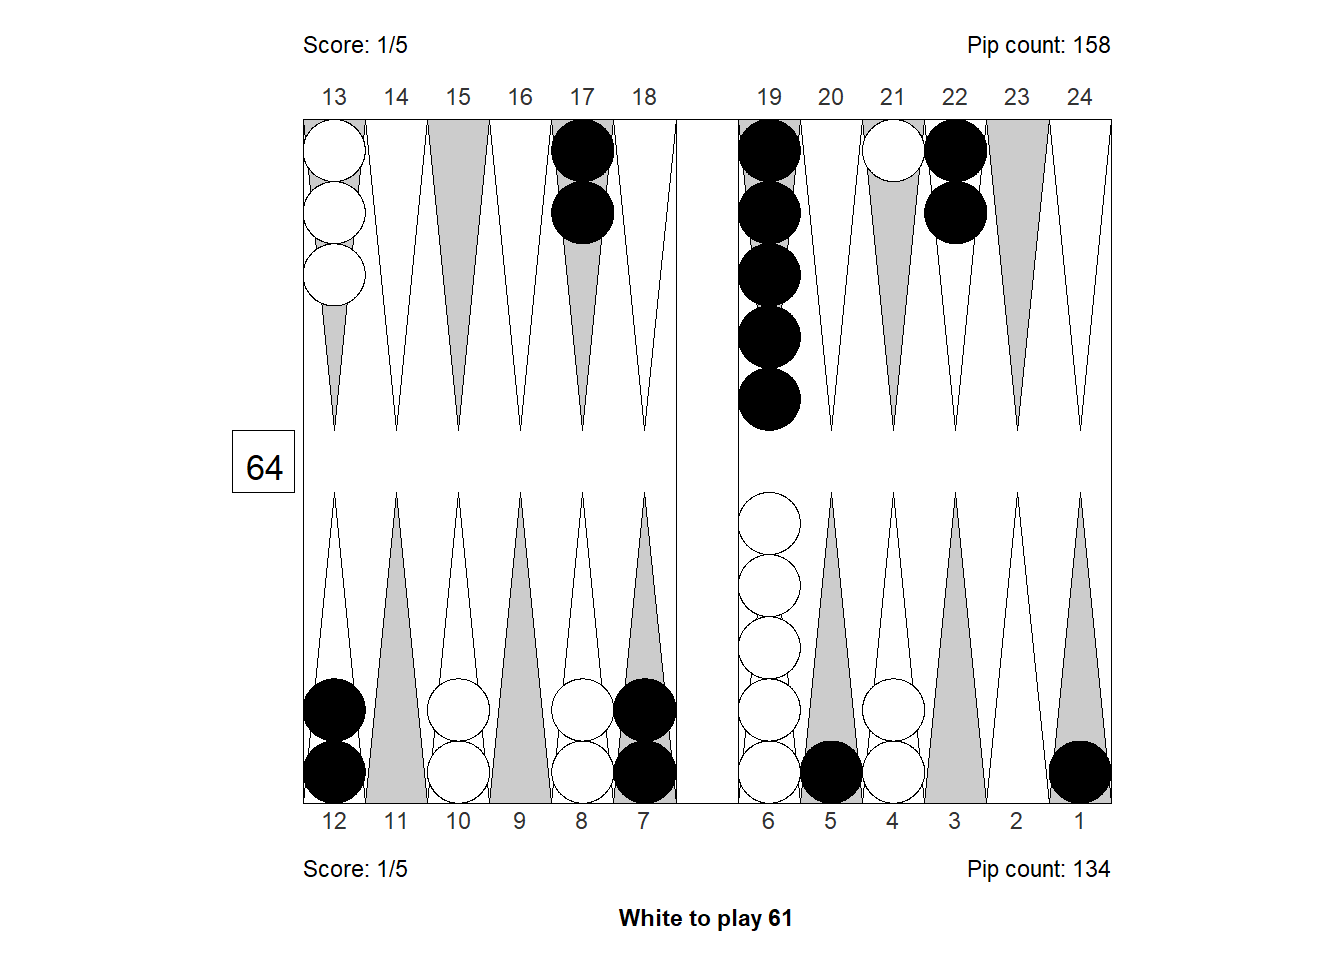 Score: 1/5 Pip count: 158
13 14 15 16 17 18 19 20 21 22 23 24
64
12 11 10 9 8 7 6 5 4 3 2 1
Score: 1/5 Pip count: 134
White to play 61